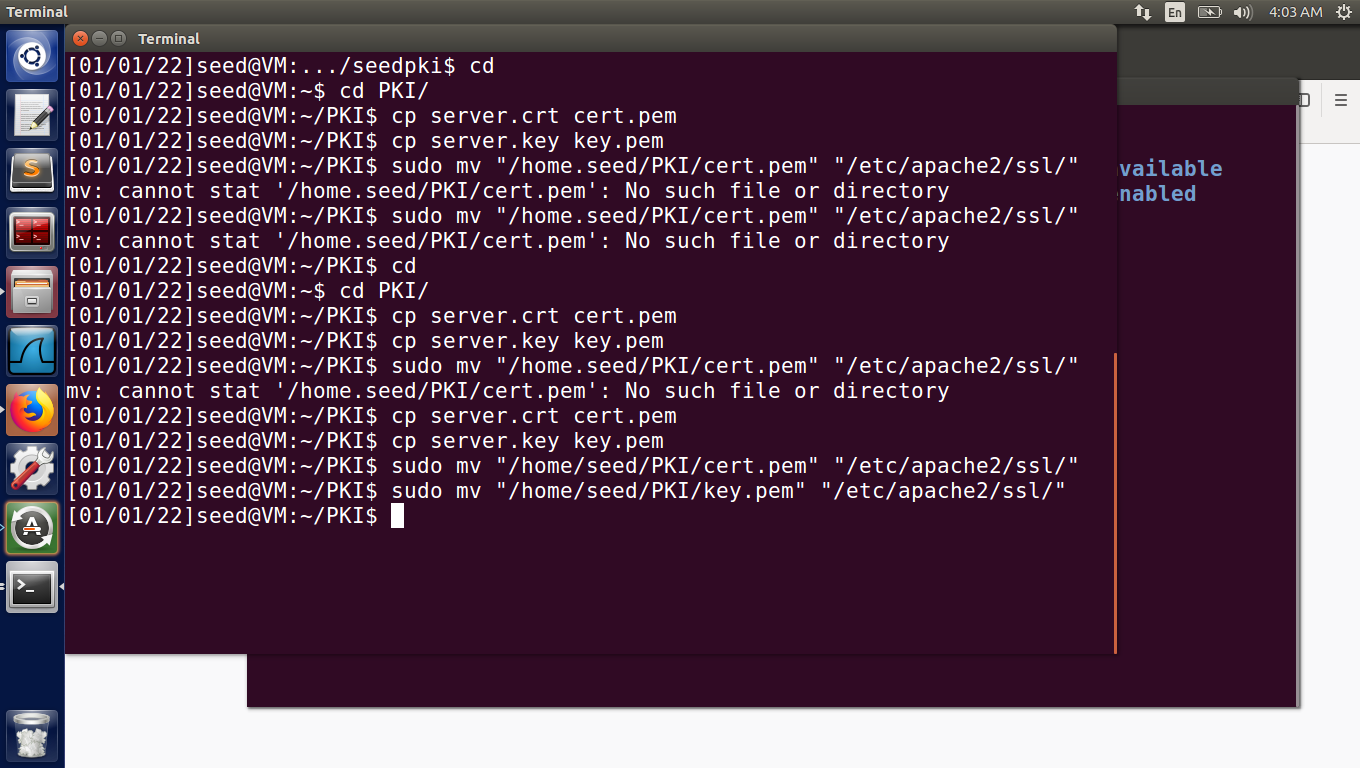 Terminal
En
4:03 AM
Terminal
[01/01/22]seed@VM:.../seedpki$ cd
[01/01/22]seed@VM:~$ cd PKI/
[01/01/22]seed@VM:~/PKI$ cp server.crt cert.pem
[01/01/22]seed@VM:~/PKI$ cp server.key key.pem
[01/01/22]seed@VM:~/PKI$ sudo mv "/home.seed/PKI/cert.pem" "/etc/apache2/ssl/"
mv: cannot stat '/home.seed/PKI/cert.pem': No such file or directory
[01/01/22]seed@VM:~/PKI$ sudo mv "/home.seed/PKI/cert.pem" "/etc/apache2/ssl/"
mv: cannot stat '/home.seed/PKI/cert.pem': No such file or directory
[01/01/22]seed@VM:~/PKI$ cd
[01/01/22]seed@VM:~$ cd PKI/
[01/01/22]seed@VM:~/PKI$ cp server.crt cert.pem
[01/01/22]seed@VM:~/PKI$ cp server.key key.pem
[01/01/22]seed@VM:~/PKI$ sudo mv "/home.seed/PKI/cert.pem" "/etc/apache2/ssl/"
mv: cannot stat '/home.seed/PKI/cert.pem': No such file or directory
[01/01/22]seed@VM:~/PKI$ cp server.crt cert.pem
[01/01/22]seed@VM:~/PKI$ cp server.key key.pem
[01/01/22]seed@VM:~/PKI$ sudo mv "/home/seed/PKI/cert.pem" "/etc/apache2/ssl/"
[01/01/22]seed@VM:~/PKI$ sudo mv "/home/seed/PKI/key.pem" "/etc/apache2/ssl/"
[01/01/22]seed@VM:~/PKI$
vailable
nabled